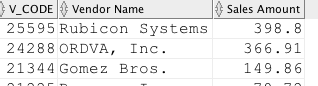 V_CODE Vendor Name Sales Amount
25595 Rubicon Systems 398.8
24288 ORDVA, Inc. 366.91
21344 Gomez Bros. 149.86